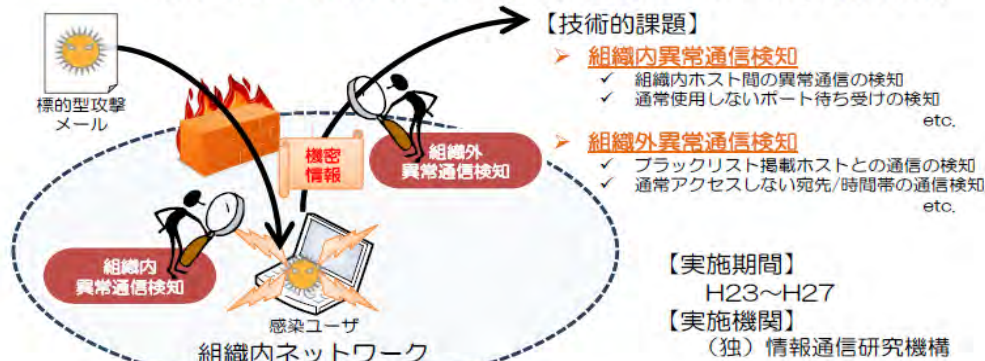 標的型攻撃
メール
機密
情報
組織外
異常通信検知
組織内
異常通信検知
感染ユーザ
組織内ネットワーク
【技術的課題】
➢ 組織内異常通信検知
✓ 組織内ホスト間の異常通信の検知
✓ 通常使用しないポート待ち受けの検知
etc.
➢ 組織外異常通信検知
✓ ブラックリスト掲載ホストとの通信の検知
✓ 通常アクセスしない宛先/時間帯の通信検知
etc.
【実施期間】
H23～H27
【実施機関】
（独）情報通信研究機構